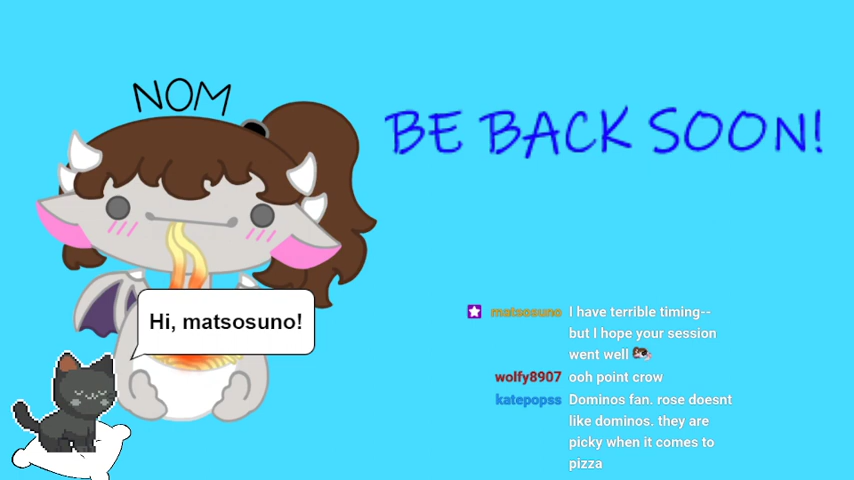 NOM
BE BACK SOON!
Hi, matsosuno!
matsosuno I have terrible timing--
but I hope your session
went well
wolfy8907 ooh point crow
katepopss Dominos fan. rose doesnt
like dominos. they are
picky when it comes to
pizza